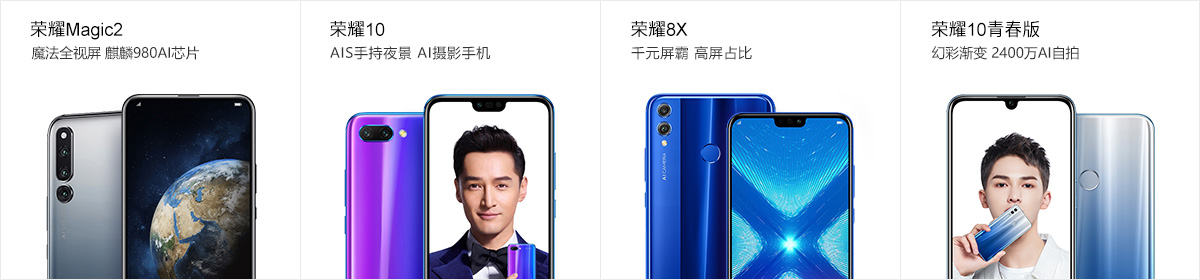 荣耀Magic2
魔法全视屏 麒麟980AI芯片
荣耀10
AIS手持夜景 AI摄影手机
荣耀8X
千元屏霸 高屏占比
AI CAMERA
荣耀10青春版
幻彩渐变 2400万AI自拍